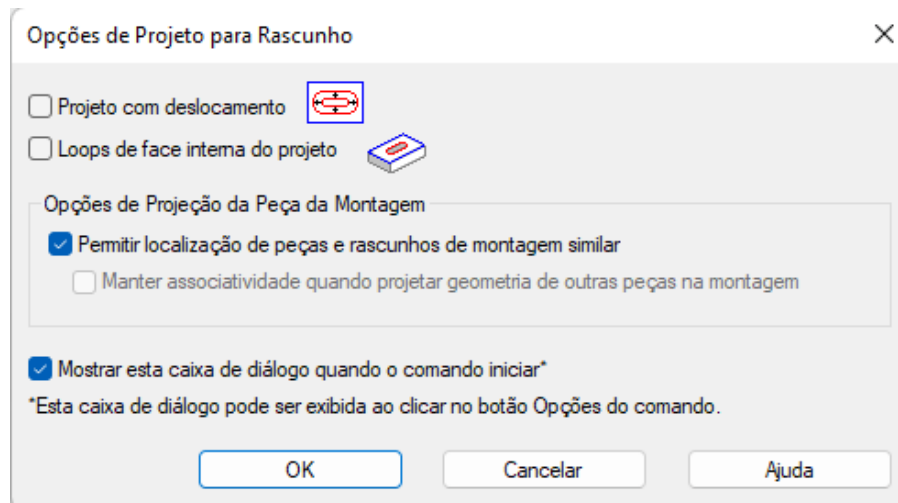 Opções de Projeto para Rascunho
Projeto com deslocamento
Loops de face interna do projeto
Opções de Projeção da Peça da Montagem
Permitir localização de peças e rascunhos de montagem similar
Manter associatividade quando projetar geometria de outras peças na montagem
Mostrar esta caixa de diálogo quando o comando iniciar*
*Esta caixa de diálogo pode ser exibida ao clicar no botão Opções do comando.
OK Cancelar Ajuda